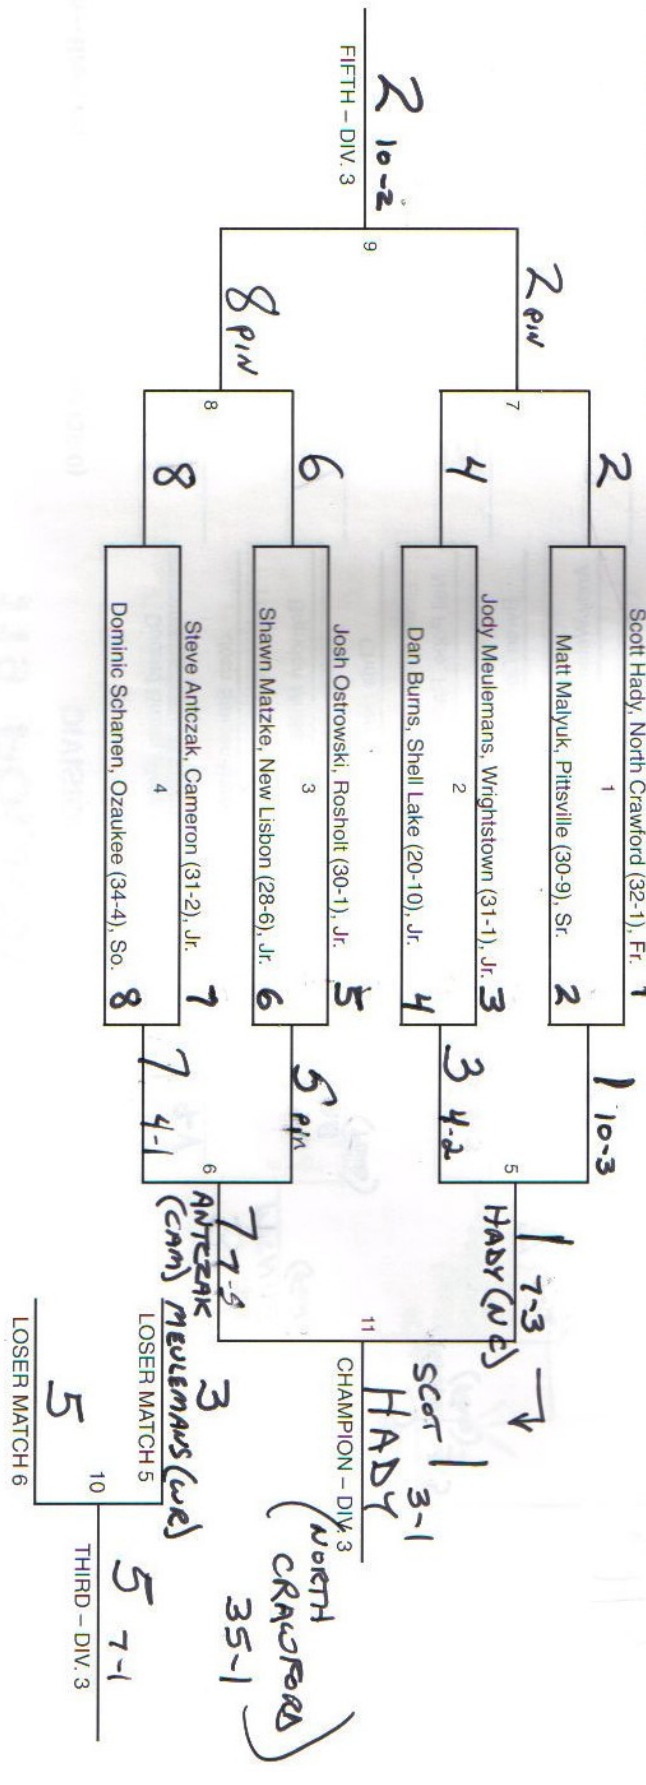 2 10-2
FIFTH – DIV. 3
9
2 PIN
8 PIN
7
8
2
4
6
8
Scott Hady, North Crawford (32-1), Fr. 1
1
Matt Malyuk, Pittsville (30-9), Sr. 2
Jody Meulemans, Wrightstown (31-1), Jr. 3
2
Dan Burns, Shell Lake (20-10), Jr. 4
Josh Ostrowski, Rosholt (30-1), Jr. 5
3
Shawn Matzke, New Lisbon (28-6), Jr. 6
Steve Antczak, Cameron (31-2), Jr. 7
4
Dominic Schanen, Ozaukee (34-4), So. 8
1 10-3
3 4-2
5 pin
7 4-1
5
6
1 7-3
HADY (NC)
7
ANTCZAK
(CAM)
11
SCOT 1
HADY 3-1
CHAMPION – DIV. 3
(NORTH
CRAWFORD)
35-1
3
MEULEMANS (WR)
LOSER MATCH 5
10
5
LOSER MATCH 6
5 7-1
THIRD – DIV. 3